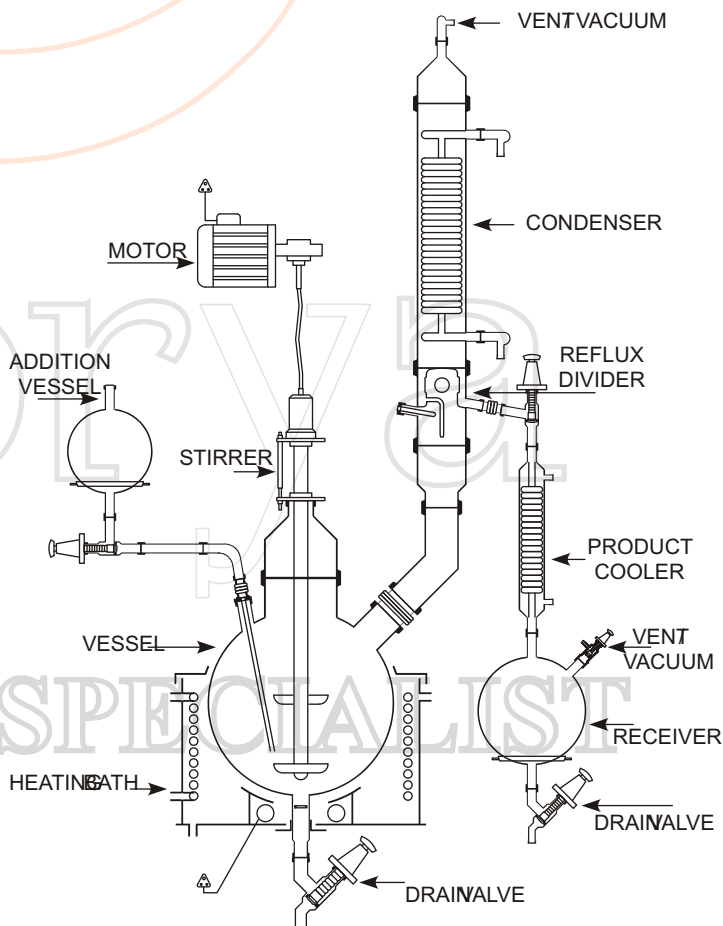 VENT/VACUUM
CONDENSER
MOTOR
REFLUX
DIVIDER
ADDITION
VESSEL
STIRRER
PRODUCT
COOLER
VESSEL
VENT/
VACUUM
SPECIALIST
RECEIVER
HEATING BATH
DRAIN VALVE
DRAIN VALVE